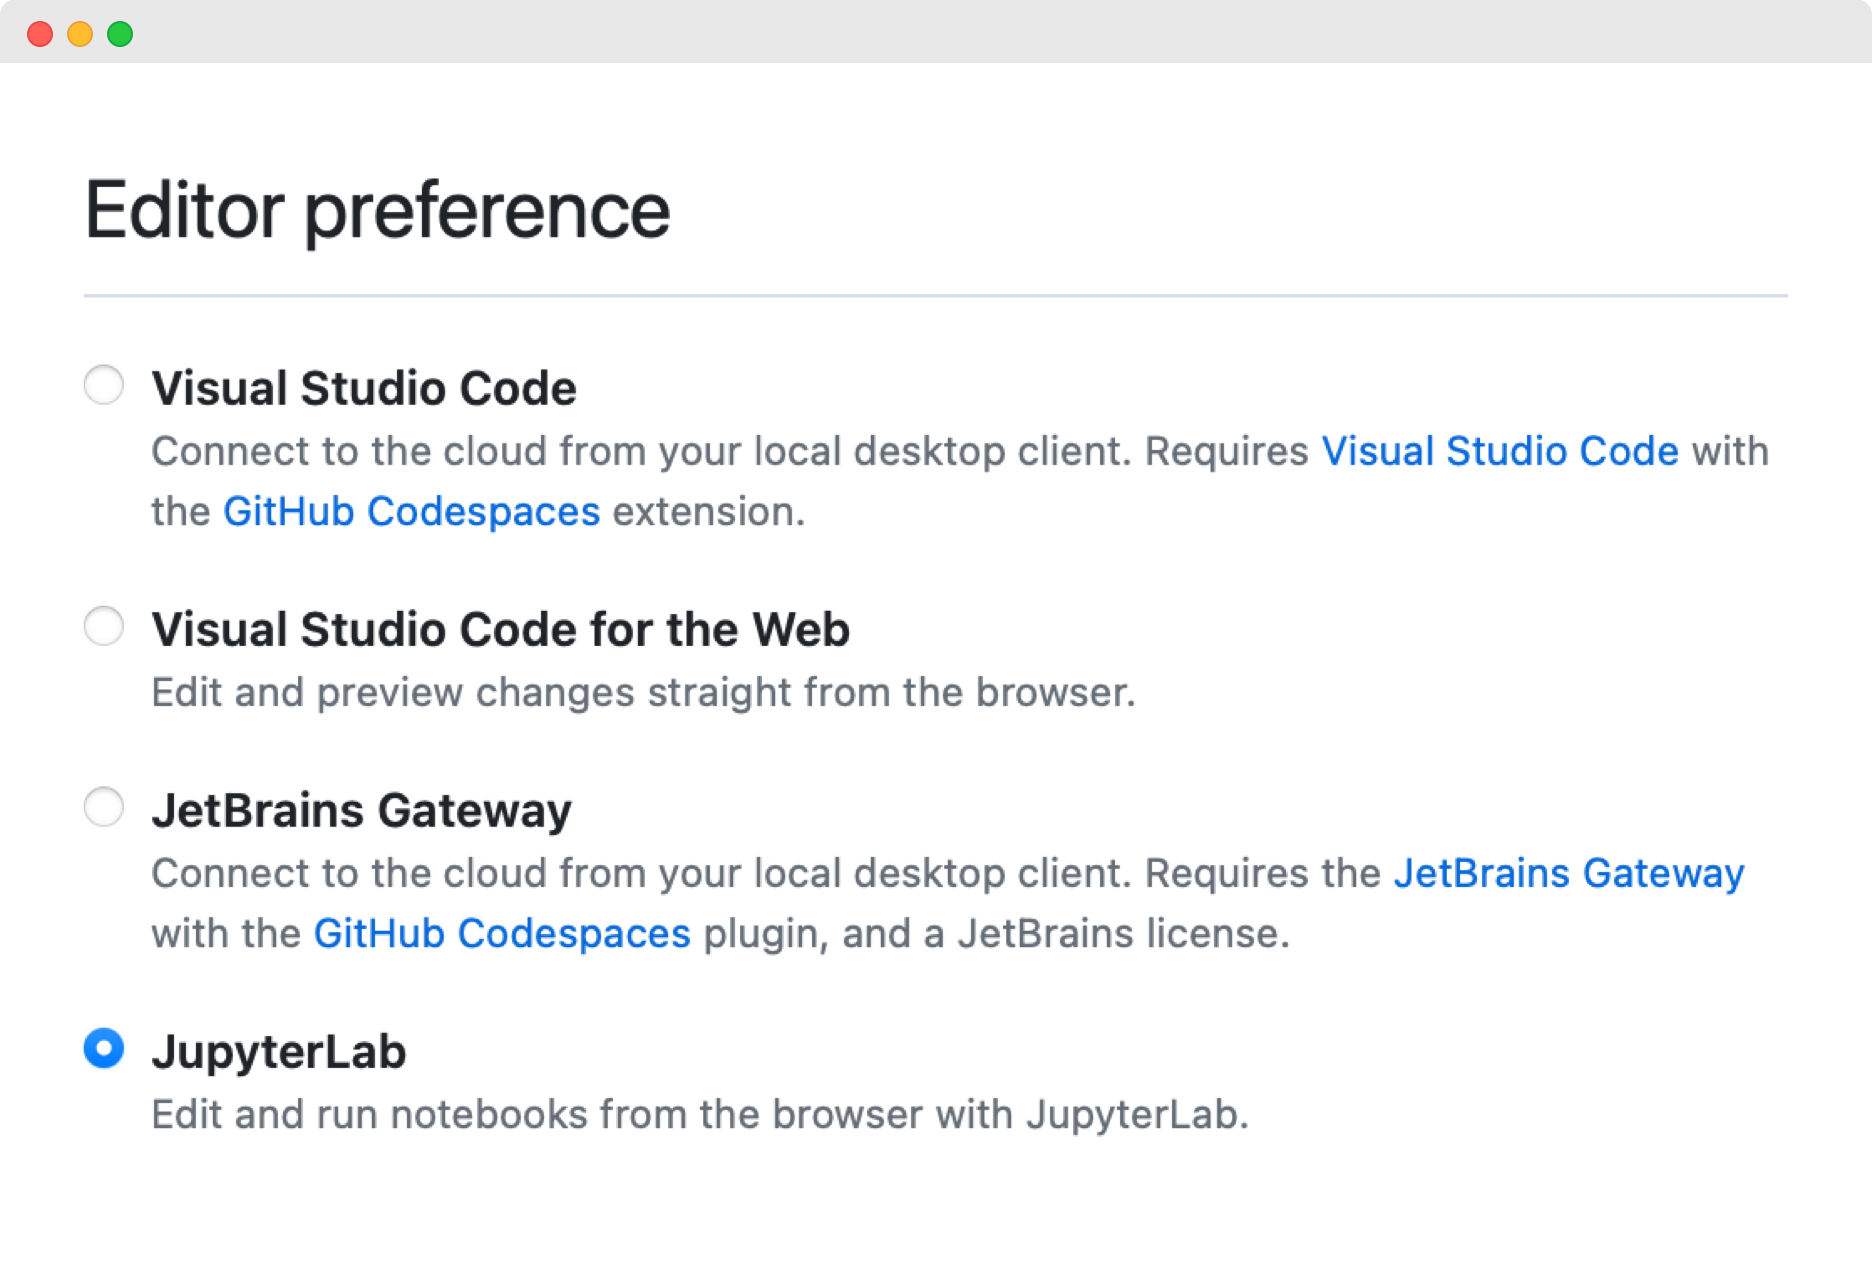 Editor preference
Visual Studio Code
Connect to the cloud from your local desktop client. Requires Visual Studio Code with
the GitHub Codespaces extension.
Visual Studio Code for the Web
Edit and preview changes straight from the browser.
JetBrains Gateway
Connect to the cloud from your local desktop client. Requires the JetBrains Gateway
with the GitHub Codespaces plugin, and a JetBrains license.
JupyterLab
Edit and run notebooks from the browser with JupyterLab.